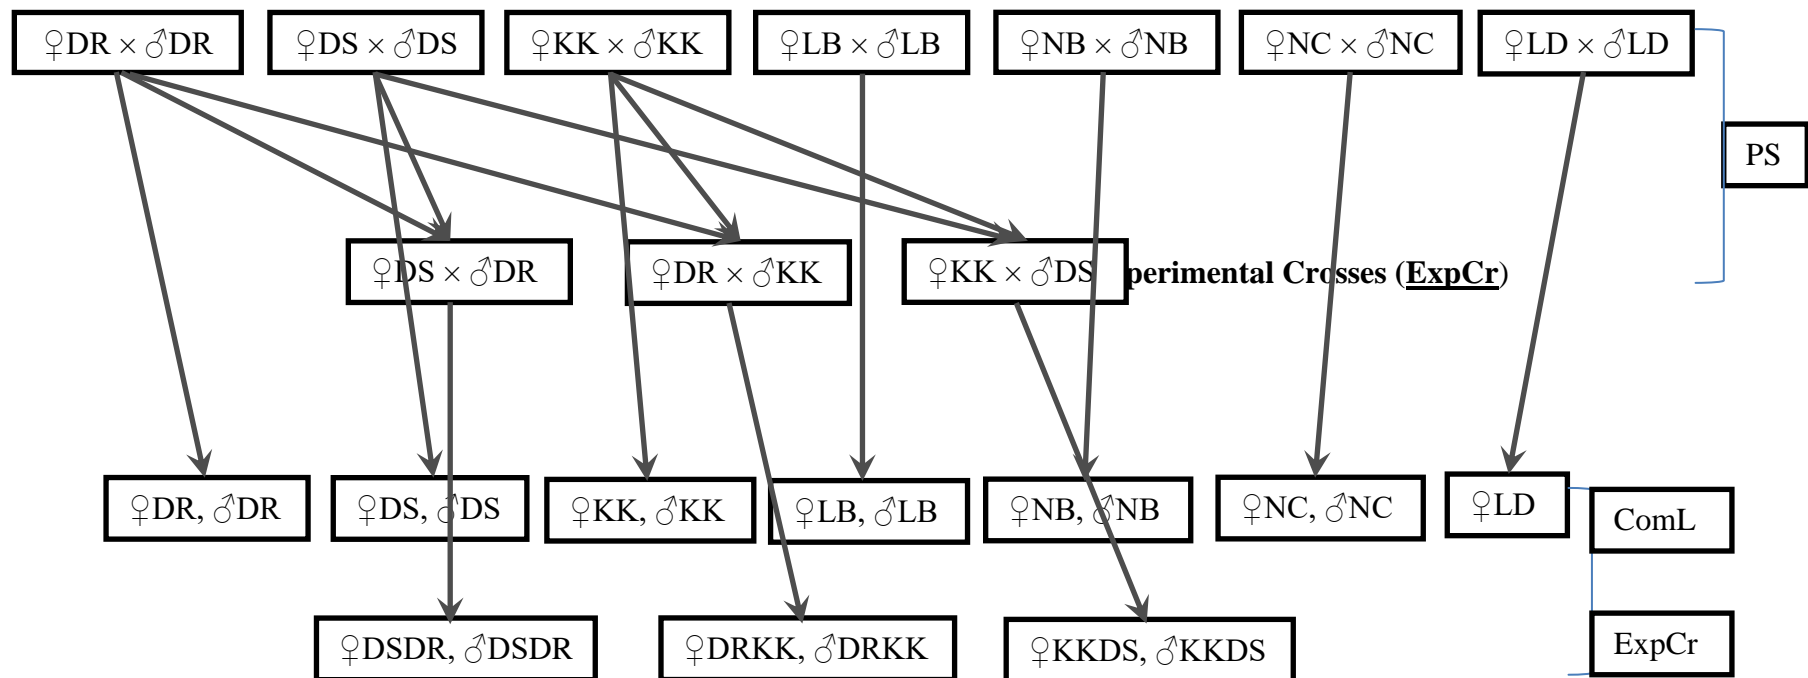 ♀DR × ♂DR
♀DS × ♂DS
♀KK × ♂KK
♀LB × ♂LB
♀NB × ♂NB
♀NC × ♂NC
♀LD × ♂LD
PS
♀DS × ♂DR
♀DR × ♂KK
♀KK × ♂DS
perimental Crosses (ExpCr)
♀DR, ♂DR
♀DS, ♂DS
♀KK, ♂KK
♀LB, ♂LB
♀NB, ♂NB
♀NC, ♂NC
♀LD
ComL
♀DSDR, ♂DSDR
♀DRKK, ♂DRKK
♀KKDS, ♂KKDS
ExpCr